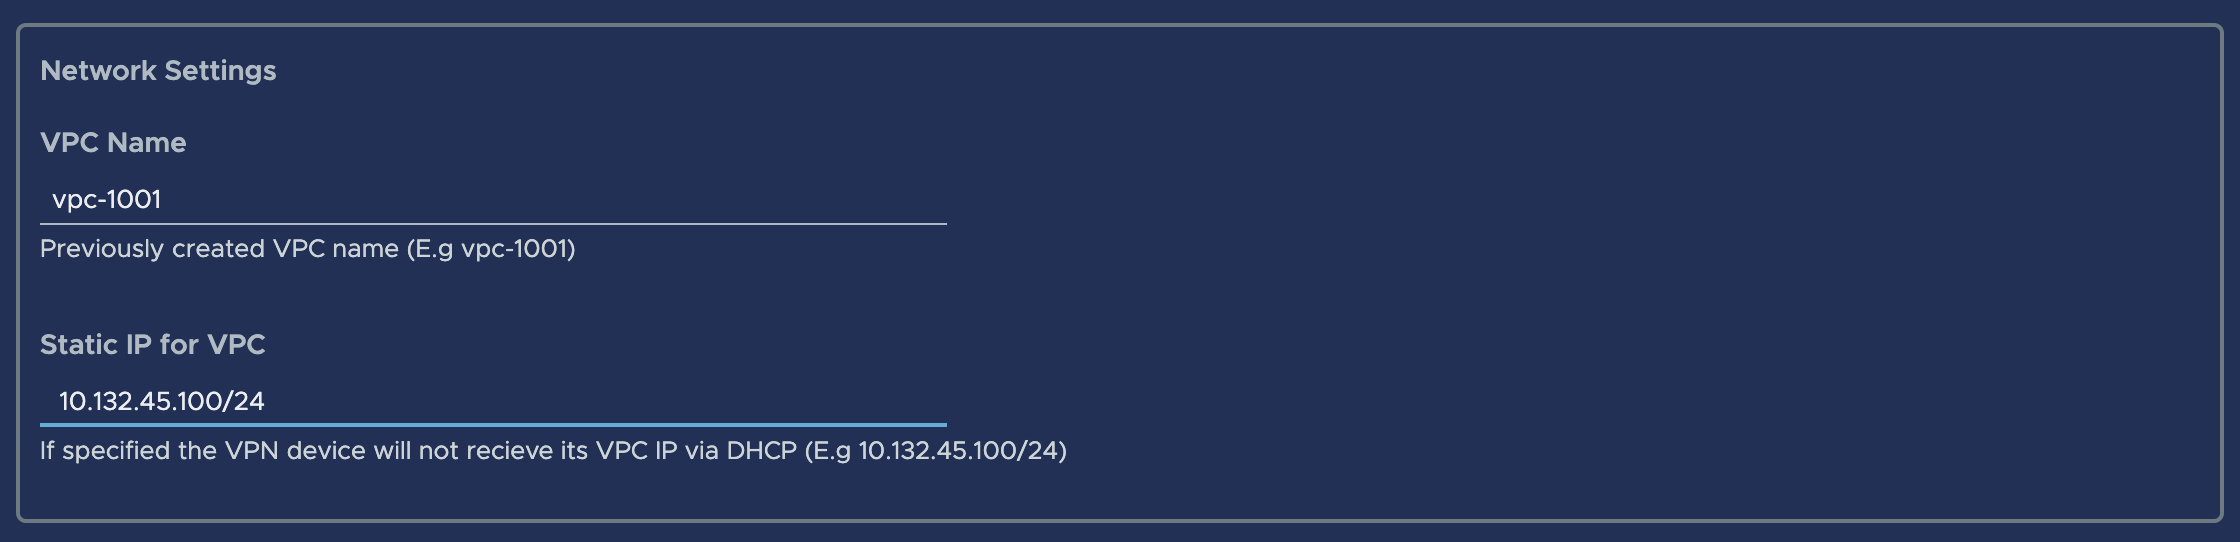 Network Settings
VPC Name
vpc-1001
Previously created VPC name (E.g vpc-1001)
Static IP for VPC
10.132.45.100/24
If specified the VPN device will not recieve its VPC IP via DHCP (E.g 10.132.45.100/24)